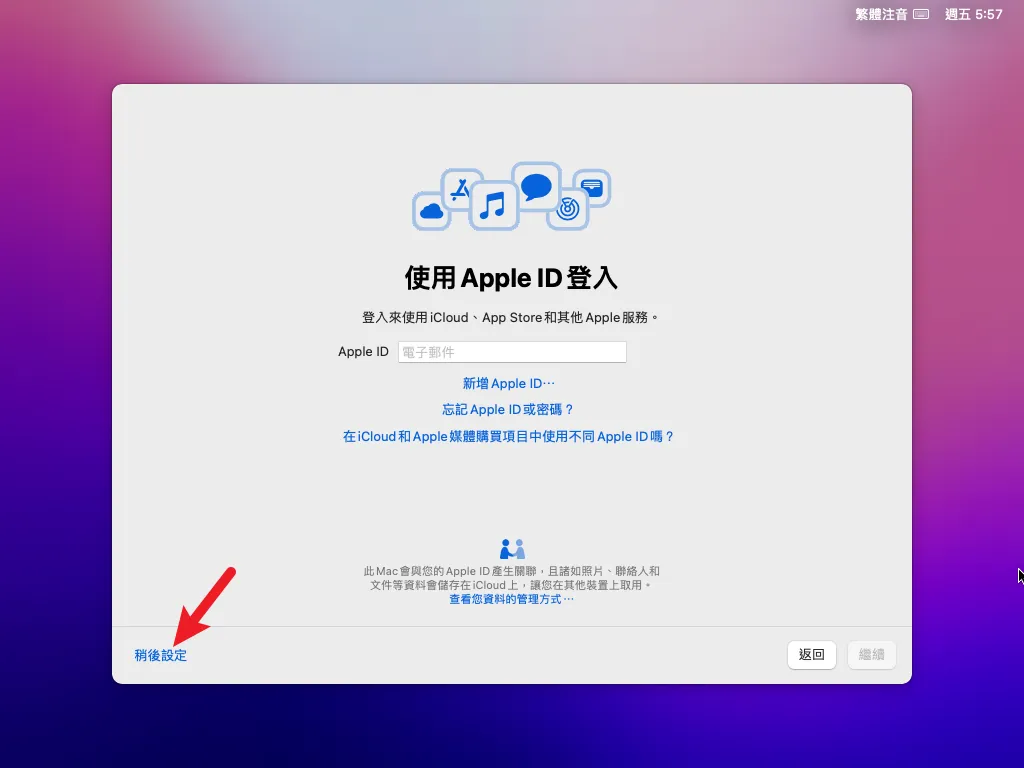 繁體注音 週五 5:57
使用 Apple ID 登入
登入來使用 iCloud、App Store 和其他 Apple 服務。
Apple ID 電子郵件
新增 Apple ID⋯
忘記 Apple ID 或密碼？
在 iCloud 和 Apple 媒體購買項目中使用不同 Apple ID 嗎？
此 Mac 會與您的 Apple ID 產生關聯，且諸如照片、聯絡人和
文件等資料會儲存在 iCloud 上，讓您在其他裝置上取用。
查看您資料的管理方式⋯
稍後設定 返回 繼續